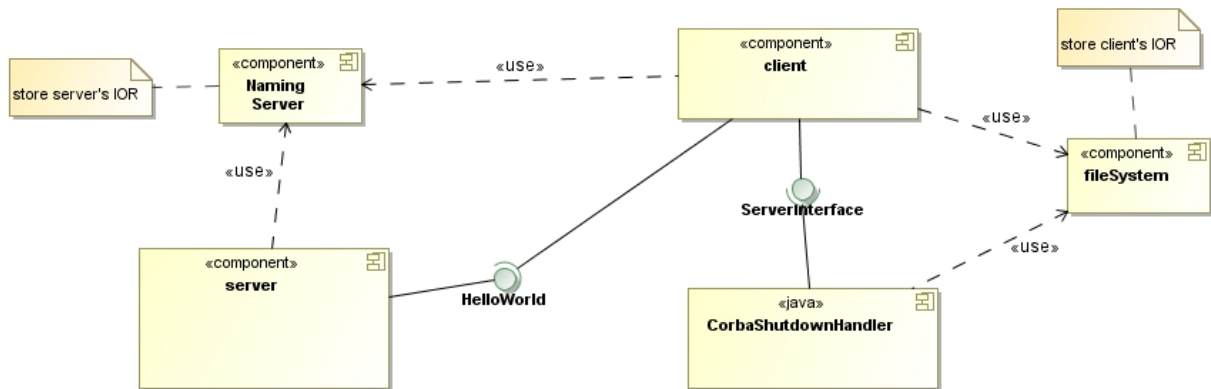 store client's IOR
«component»
client
«component»
Naming
Server
«use»
store server's IOR
«use»
«component»
fileSystem
«use»
ServerInterface
«use»
«component»
server
HelloWorld
«java»
CorbaShutdownHandler